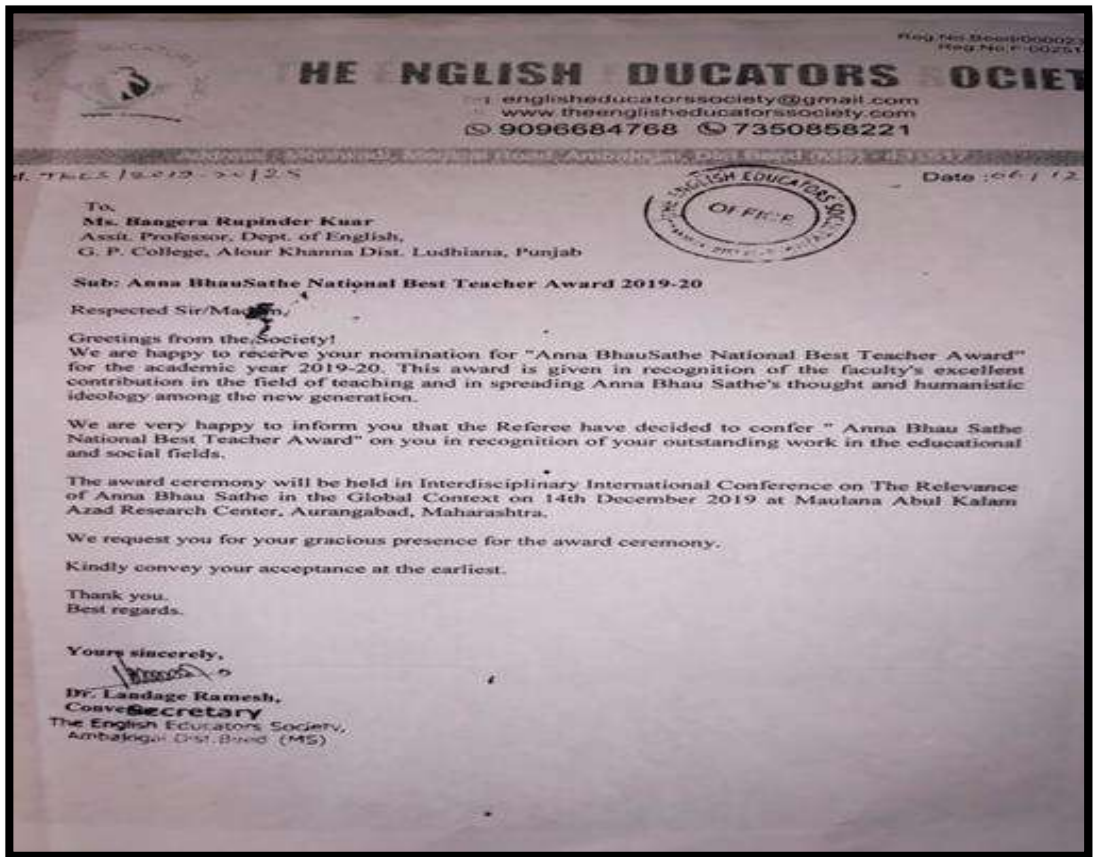 Reg.No.Beed/000023
Reg.No.F-00251
HE NGLISH DUCATORS OCIET
englisheducatorssociety@gmail.com
www.theenglisheducatorssociety.com
9096684768 7350858221
Date :06 / 12
OFFICE
To,
Ms. Bangera Rupinder Kuar
Assit. Professor, Dept. of English,
G. P. College, Alour Khanna Dist. Ludhiana, Punjab
Sub: Anna BhauSathe National Best Teacher Award 2019-20
Respected Sir/Madam,
Greetings from the Society!
We are happy to receive your nomination for "Anna BhauSathe National Best Teacher Award"
for the academic year 2019-20. This award is given in recognition of the faculty's excellent
contribution in the field of teaching and in spreading Anna Bhau Sathe's thought and humanistic
ideology among the new generation.
We are very happy to inform you that the Referee have decided to confer " Anna Bhau Sathe
National Best Teacher Award" on you in recognition of your outstanding work in the educational
and social fields.
The award ceremony will be held in Interdisciplinary International Conference on The Relevance
of Anna Bhau Sathe in the Global Context on 14th December 2019 at Maulana Abul Kalam
Azad Research Center, Aurangabad, Maharashtra.
We request you for your gracious presence for the award ceremony.
Kindly convey your acceptance at the earliest.
Thank you.
Best regards.
Yours sincerely,
Dr. Landage Ramesh,
Secretary
The English Educators Society,
Ambajogai Dist.Beed (MS)